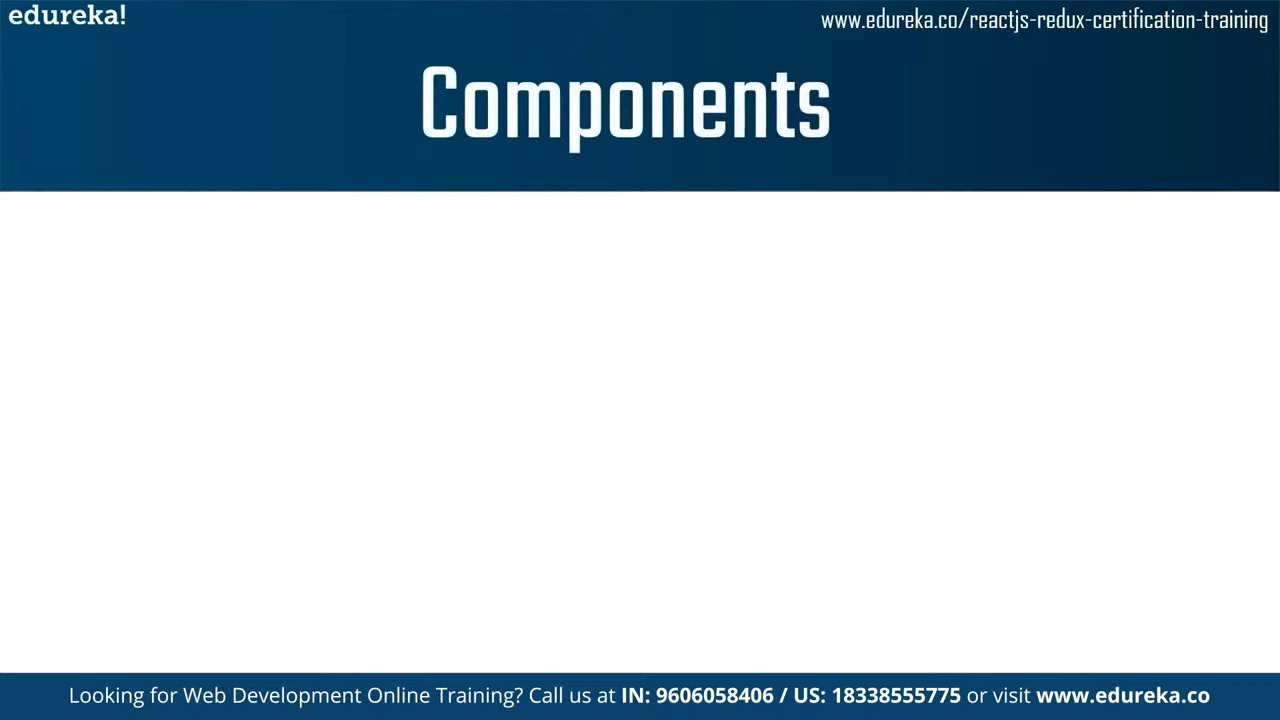 edureka!
www.edureka.co/reactjs-redux-certification-training
Components
Looking for Web Development Online Training? Call us at IN: 9606058406 / US: 18338555775 or visit www.edureka.co